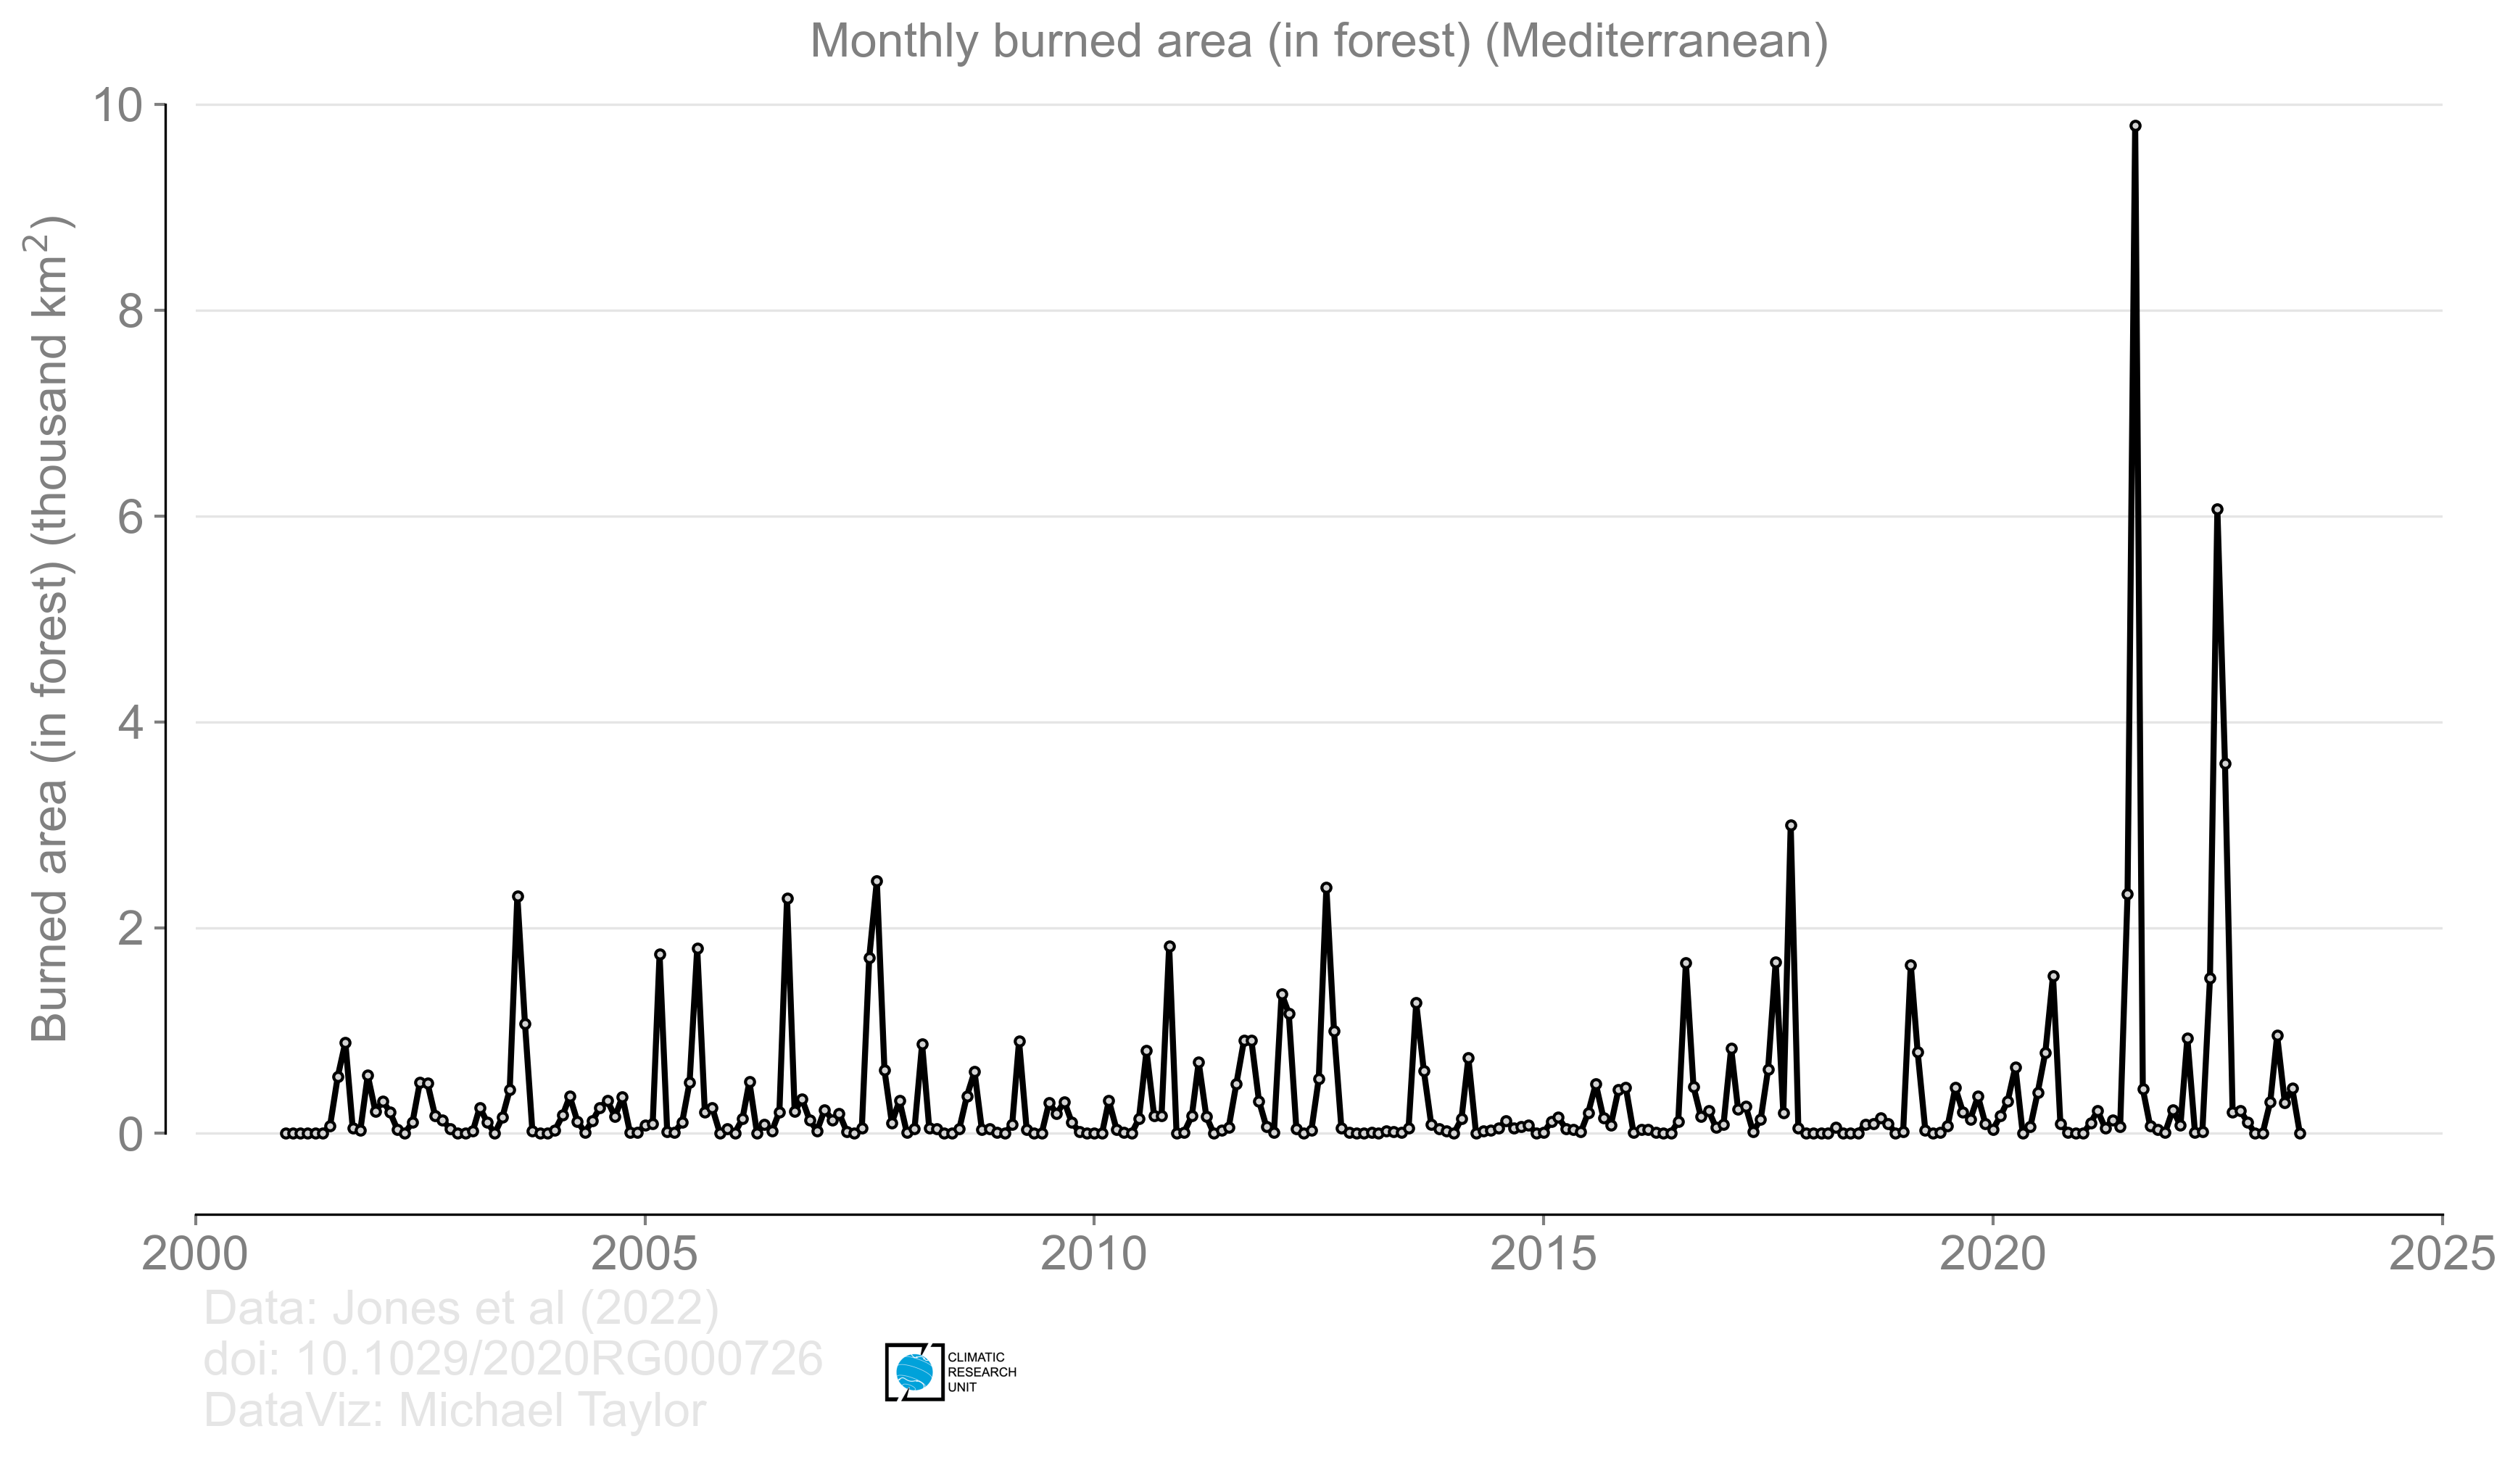 Monthly burned area (in forest) (Mediterranean)
Burned area (in forest) (thousand km²)
10
8
6
4
2
0
2000 2005 2010 2015 2020 2025
Data: Jones et al (2022)
doi: 10.1029/2020RG000726
DataViz: Michael Taylor
CLIMATIC
RESEARCH
UNIT